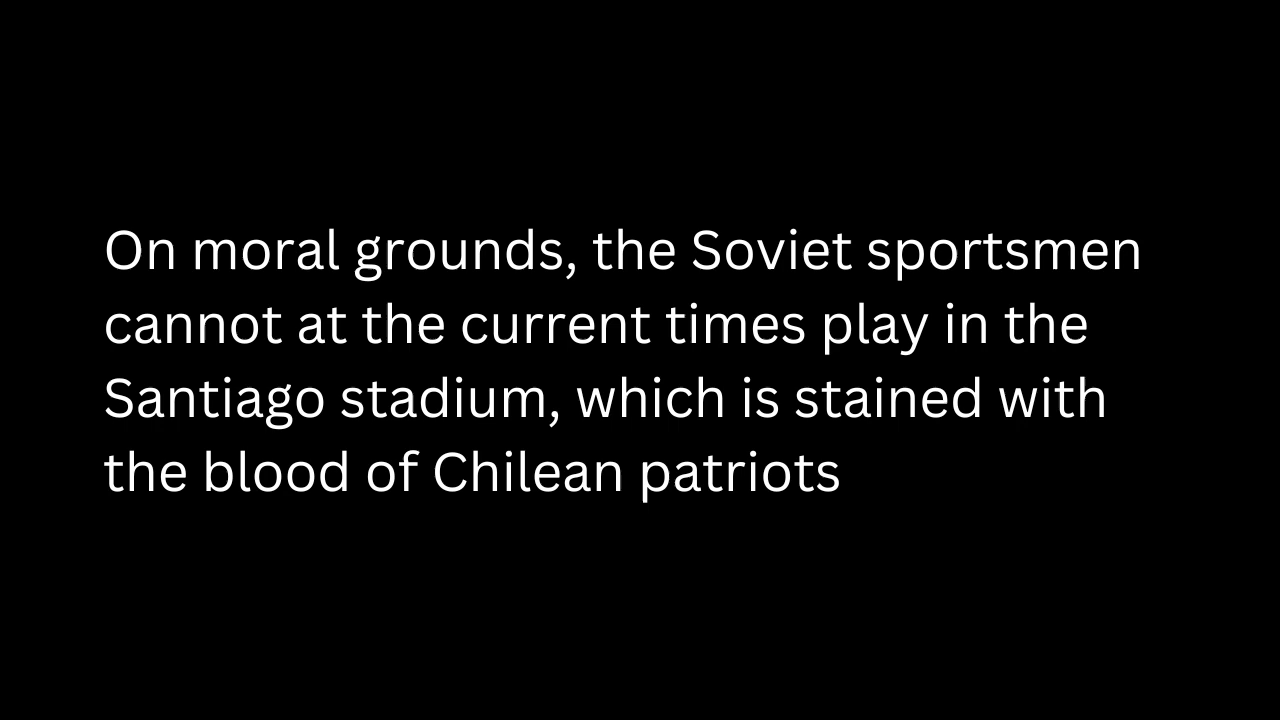 On moral grounds, the Soviet sportsmen
cannot at the current times play in the
Santiago stadium, which is stained with
the blood of Chilean patriots